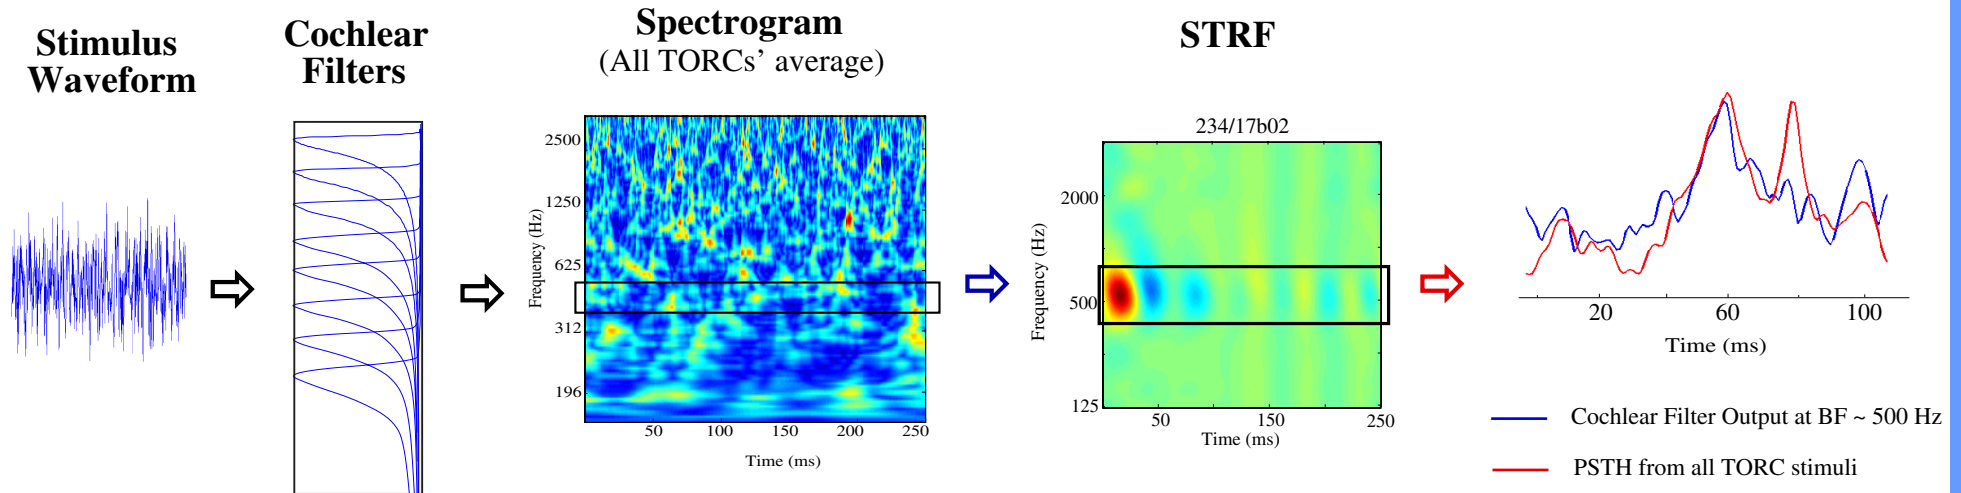 Stimulus
Waveform
Cochlear
Filters
Spectrogram
(All TORCs' average)
Frequency (Hz)
2500
1250
625
312
196
50 100 150 200 250
Time (ms)
STRF
234/17b02
Frequency (Hz)
2000
500
125
50 150 250
Time (ms)
20 60 100
Time (ms)
Cochlear Filter Output at BF ~ 500 Hz
PSTH from all TORC stimuli